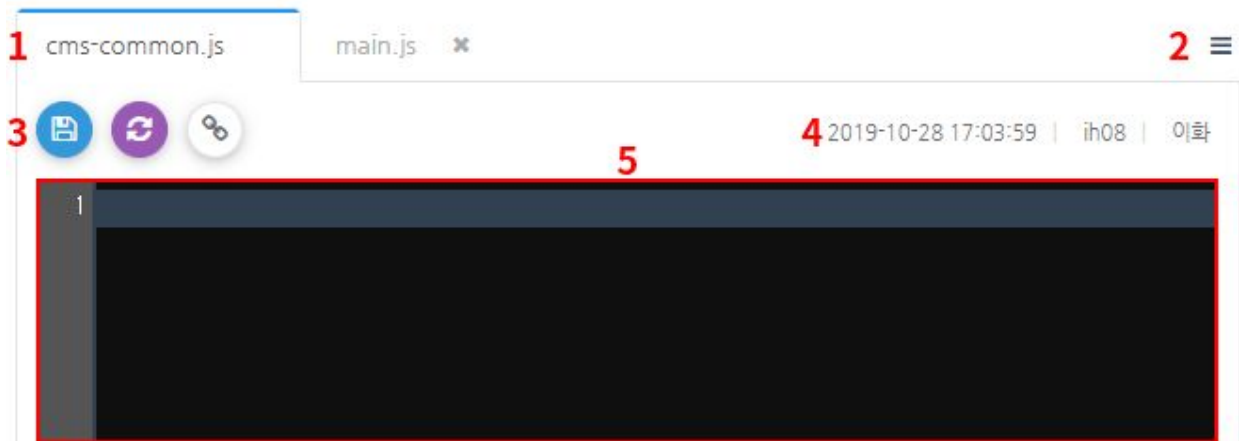 1 cms-common.js main.js ✖ 2
3 4 2019-10-28 17:03:59 | ih08 | 이화
5
1